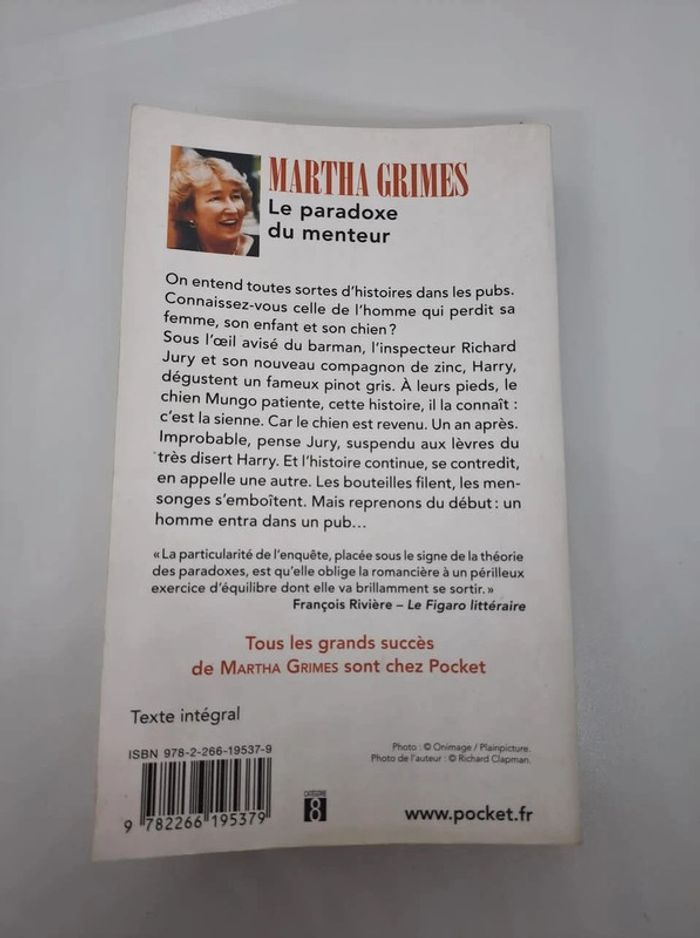 MARTHA GRIMES
Le paradoxe
du menteur
On entend toutes sortes d'histoires dans les pubs.
Connaissez-vous celle de l'homme qui perdit sa
femme, son enfant et son chien ?
Sous l'œil avisé du barman, l'inspecteur Richard
Jury et son nouveau compagnon de zinc, Harry,
dégustent un fameux pinot gris. À leurs pieds, le
chien Mungo patiente, cette histoire, il la connaît :
c'est la sienne. Car le chien est revenu. Un an après.
Improbable, pense Jury, suspendu aux lèvres du
très disert Harry. Et l'histoire continue, se contredit,
en appelle une autre. Les bouteilles filent, les men-
songes s'emboîtent. Mais reprenons du début : un
homme entra dans un pub…
« La particularité de l'enquête, placée sous le signe de la théorie
des paradoxes, est qu'elle oblige la romancière à un périlleux
exercice d'équilibre dont elle va brillamment se sortir. »
François Rivière – Le Figaro littéraire
Tous les grands succès
de MARTHA GRIMES sont chez Pocket
Texte intégral
ISBN 978-2-266-19537-9
9 782266 195379
Photo : © Onimage / Plainpicture.
Photo de l'auteur : © Richard Clapman.
CATÉGORIE
8
www.pocket.fr